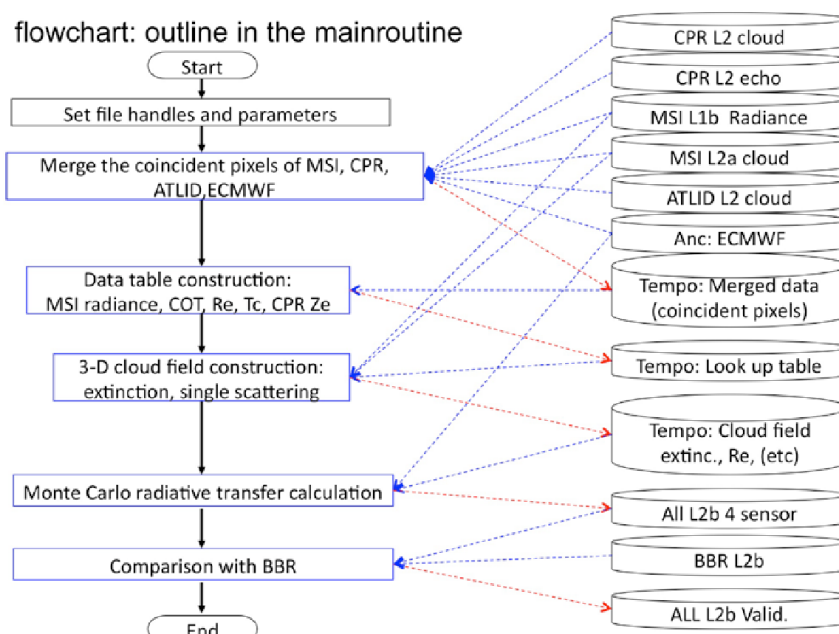 flowchart: outline in the mainroutine
Start
Set file handles and parameters
Merge the coincident pixels of MSI, CPR,
ATLID,ECMWF
Data table construction:
MSI radiance, COT, Re, Tc, CPR Ze
3-D cloud field construction:
extinction, single scattering
Monte Carlo radiative transfer calculation
Comparison with BBR
End
CPR L2 cloud
CPR L2 echo
MSI L1b Radiance
MSI L2a cloud
ATLID L2 cloud
Anc: ECMWF
Tempo: Merged data
(coincident pixels)
Tempo: Look up table
Tempo: Cloud field
extinc., Re, (etc)
All L2b 4 sensor
BBR L2b
ALL L2b Valid.